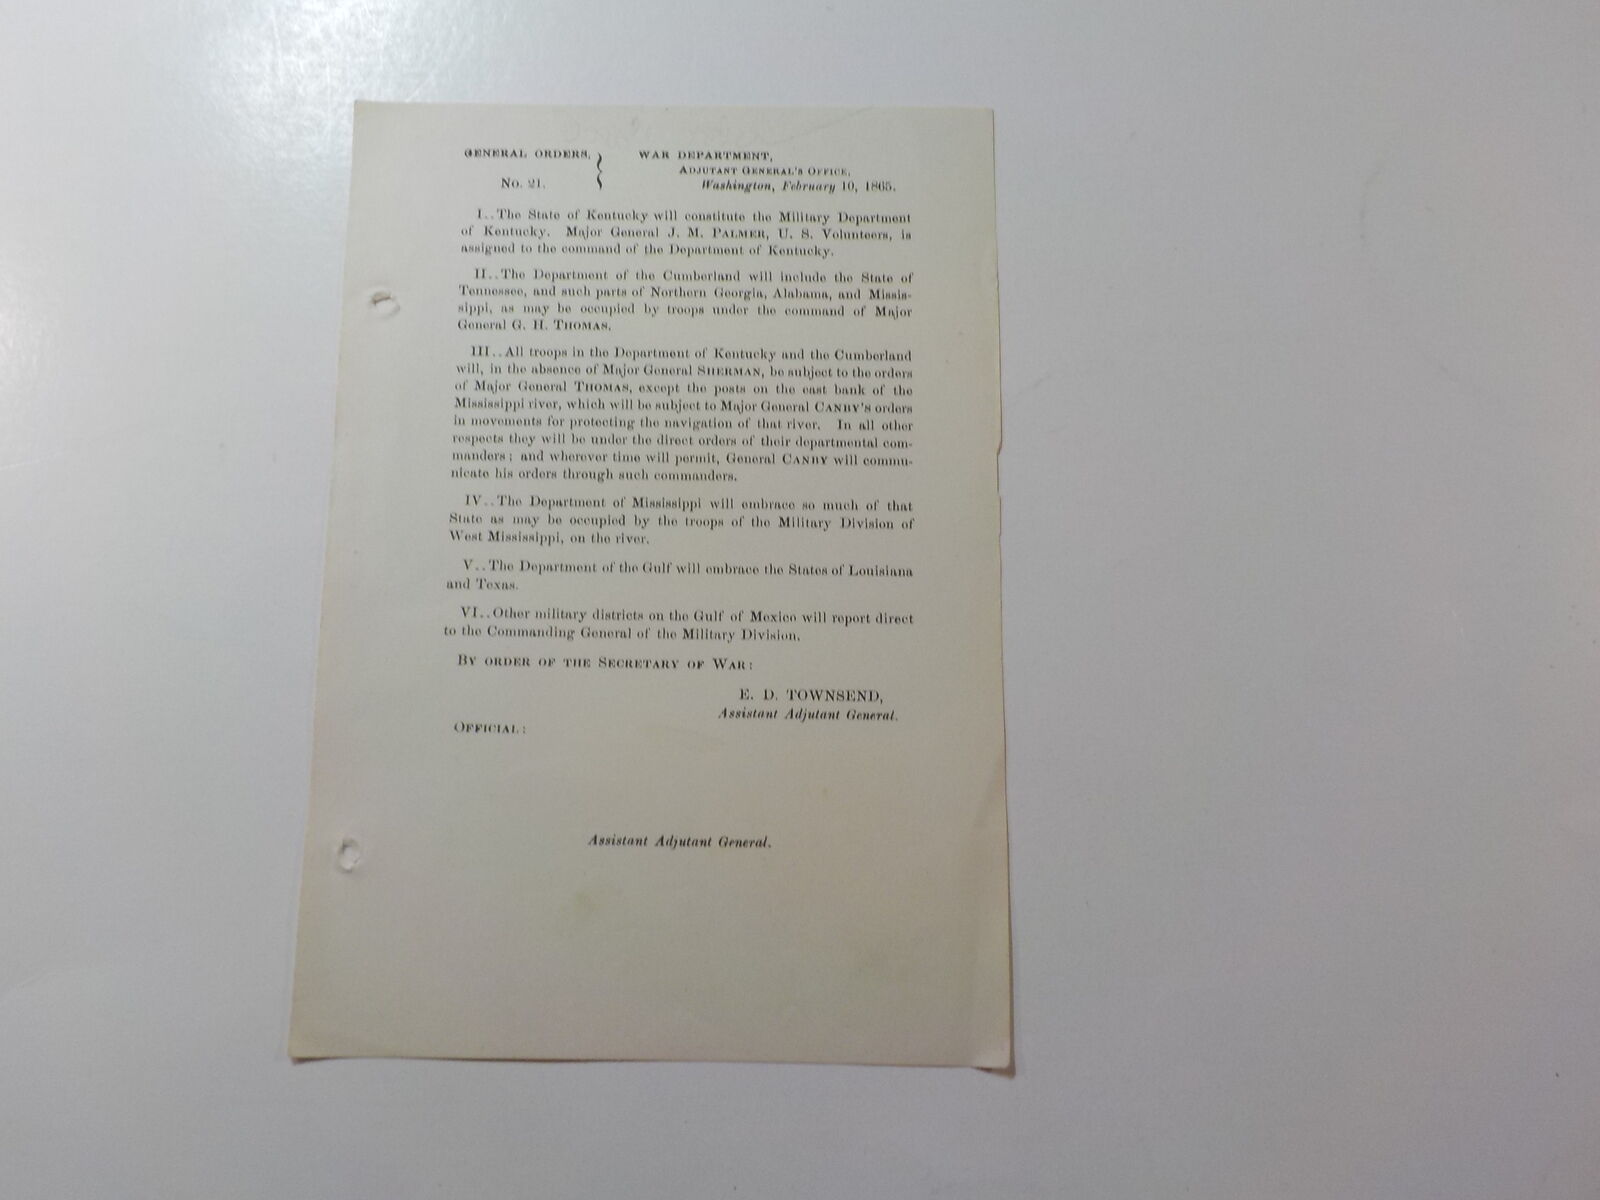 GENERAL ORDERS,
No. 21.
WAR DEPARTMENT,
ADJUTANT GENERAL'S OFFICE,
Washington, February 10, 1865.
I..The State of Kentucky will constitute the Military Department
of Kentucky. Major General J. M. PALMER, U. S. Volunteers, is
assigned to the command of the Department of Kentucky.
II..The Department of the Cumberland will include the State of
Tennessee, and such parts of Northern Georgia, Alabama, and Missis-
sippi, as may be occupied by troops under the command of Major
General G. H. THOMAS.
III..All troops in the Department of Kentucky and the Cumberland
will, in the absence of Major General SHERMAN, be subject to the orders
of Major General THOMAS, except the posts on the east bank of the
Mississippi river, which will be subject to Major General CANBY'S orders
in movements for protecting the navigation of that river. In all other
respects they will be under the direct orders of their departmental com-
manders; and wherever time will permit, General CANBY will commu-
nicate his orders through such commanders.
IV..The Department of Mississippi will embrace so much of that
State as may be occupied by the troops of the Military Division of
West Mississippi, on the river.
V..The Department of the Gulf will embrace the States of Louisiana
and Texas.
VI..Other military districts on the Gulf of Mexico will report direct
to the Commanding General of the Military Division.
BY ORDER OF THE SECRETARY OF WAR:
E. D. TOWNSEND,
Assistant Adjutant General.
OFFICIAL:
Assistant Adjutant General.